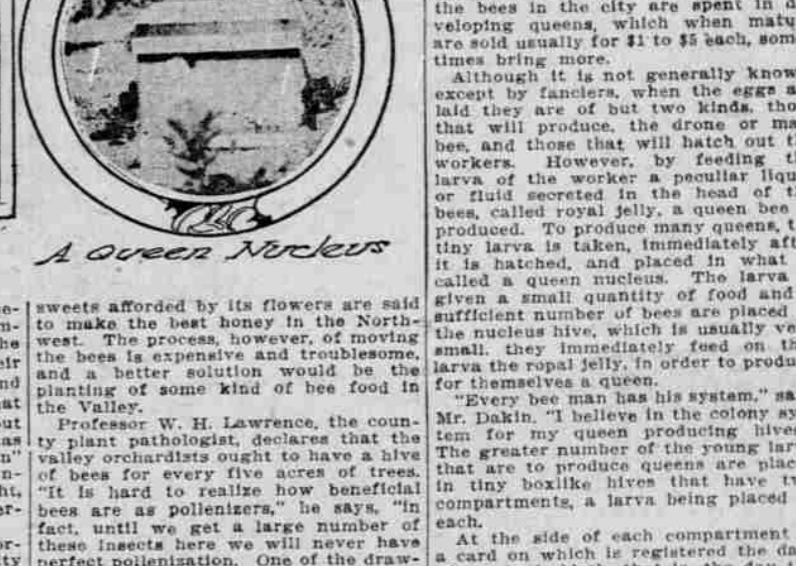 A Queen Nucleus
e-
m-
he
eir
nd
at
out
as
n"
n-
ht,
er-
or-
ity
sweets afforded by its flowers are said
to make the best honey in the North-
west. The process, however, of moving
the bees is expensive and troublesome,
and a better solution would be the
planting of some kind of bee food in
the Valley.
Professor W. H. Lawrence, the coun-
ty plant pathologist, declares that the
valley orchardists ought to have a hive
of bees for every five acres of trees.
"It is hard to realize how beneficial
bees are as pollenizers," he says, "in
fact, until we get a large number of
these insects here we will never have
perfect pollenization. One of the draw-
the bees in the city are spent in d
veloping queens, which when matu
are sold usually for $1 to $5 each, som
times bring more.
Although it is not generally know
except by fanciers, when the eggs a
laid they are of but two kinds, tho
that will produce, the drone or ma
bee, and those that will hatch out t
workers. However, by feeding t
larva of the worker a peculiar liqu
or fluid secreted in the head of t
bees, called royal jelly, a queen bee
produced. To produce many queens, t
tiny larva is taken, immediately aft
it is hatched, and placed in what
called a queen nucleus. The larva
given a small quantity of food and
sufficient number of bees are placed
the nucleus hive, which is usually ve
small, they immediately feed on th
larva the ropal jelly, in order to produ
for themselves a queen.
"Every bee man has his system," sa
Mr. Dakin, "I believe in the colony sy
tem for my queen producing hives
The greater number of the young lar
that are to produce queens are plac
in tiny boxlike hives that have tw
compartments, a larva being placed
each.
At the side of each compartment
a card on which is registered the da